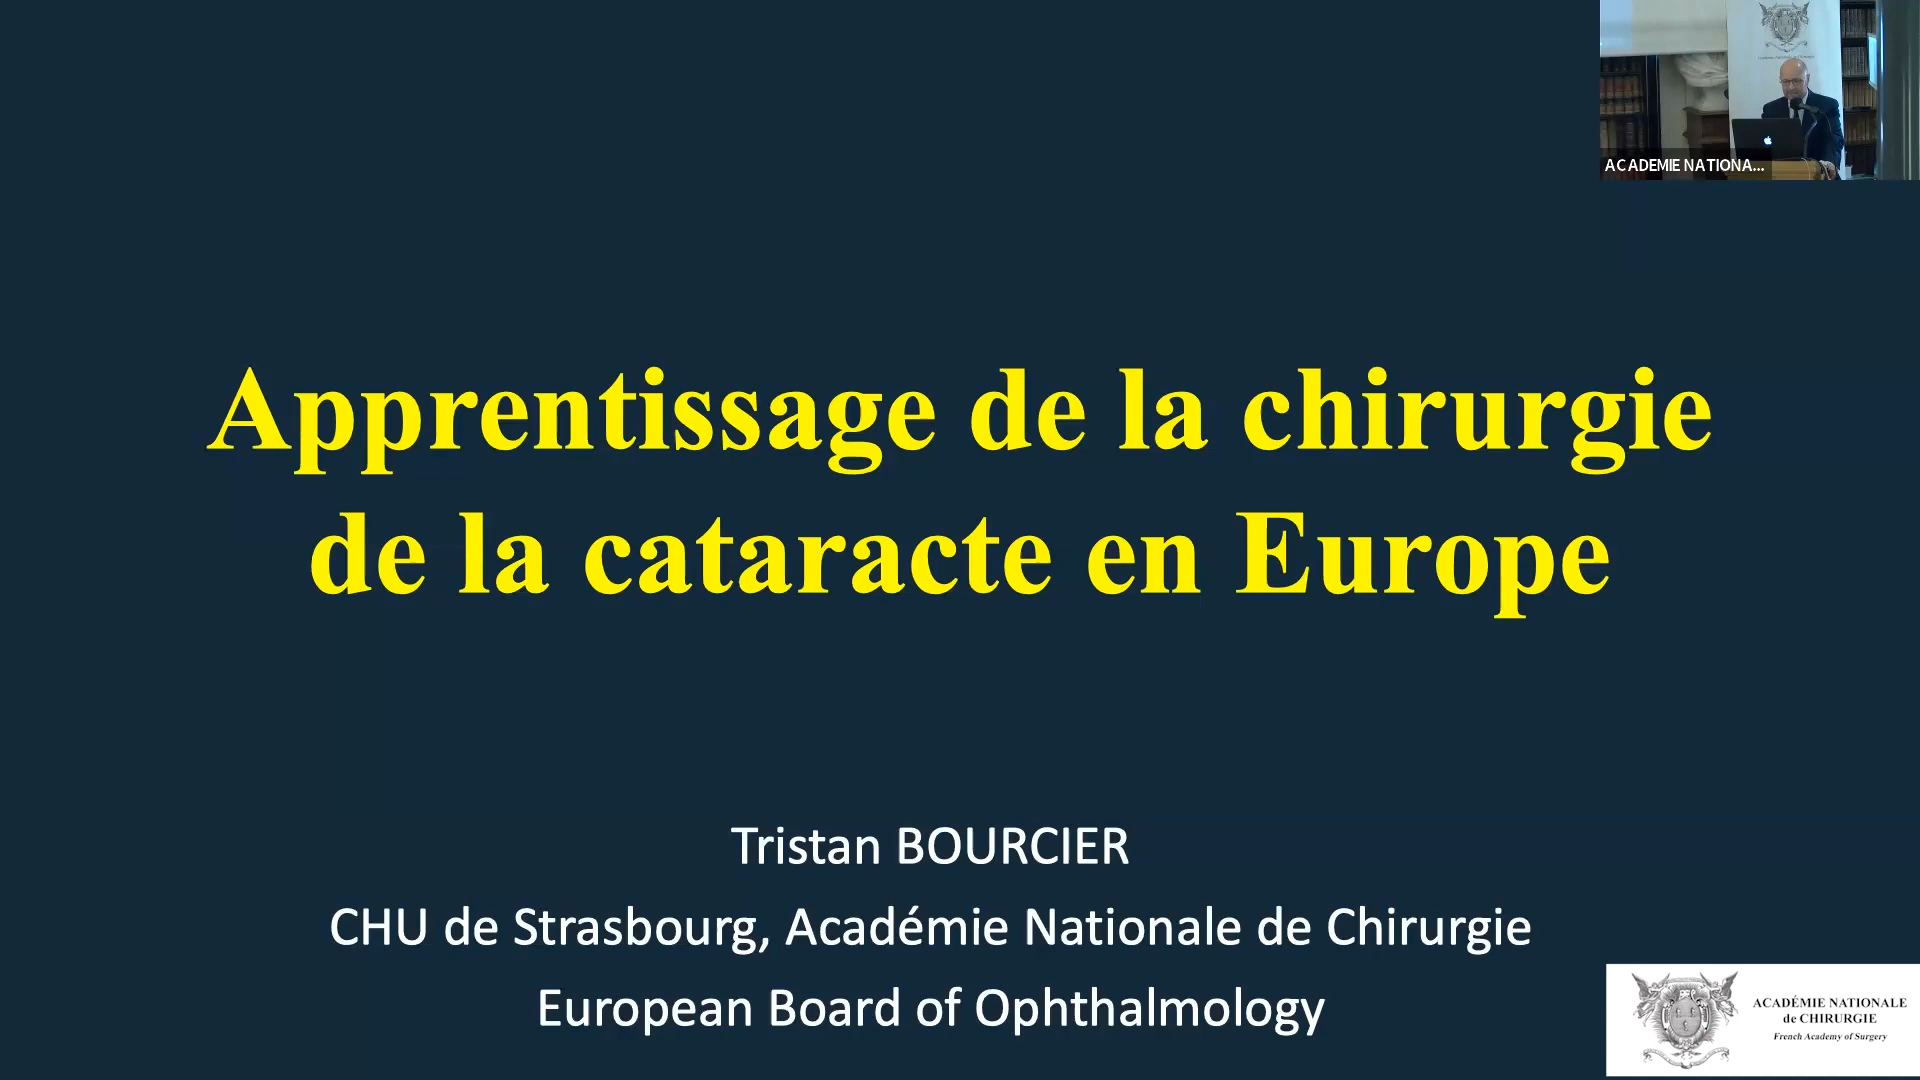 ACADEMIE NATIONA...
Apprentissage de la chirurgie
de la cataracte en Europe
Tristan BOURCIER
CHU de Strasbourg, Académie Nationale de Chirurgie
European Board of Ophthalmology
ACADÉMIE NATIONALE
de CHIRURGIE
French Academy of Surgery